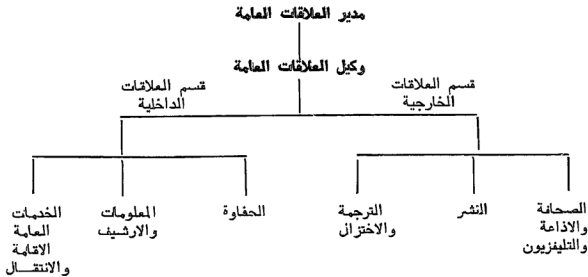 مدير العلاقات العامة
وكيل العلاقات العامة
قسم العلاقات
الخارجية
قسم العلاقات
الداخلية
الصحافة
والاذاعة
والتليفزيون
النشر
الترجمة
والاختزال
الحفاوة
المعلومات
والارشيف
الخدمات
العامة
الاقامة
والانتقـــال